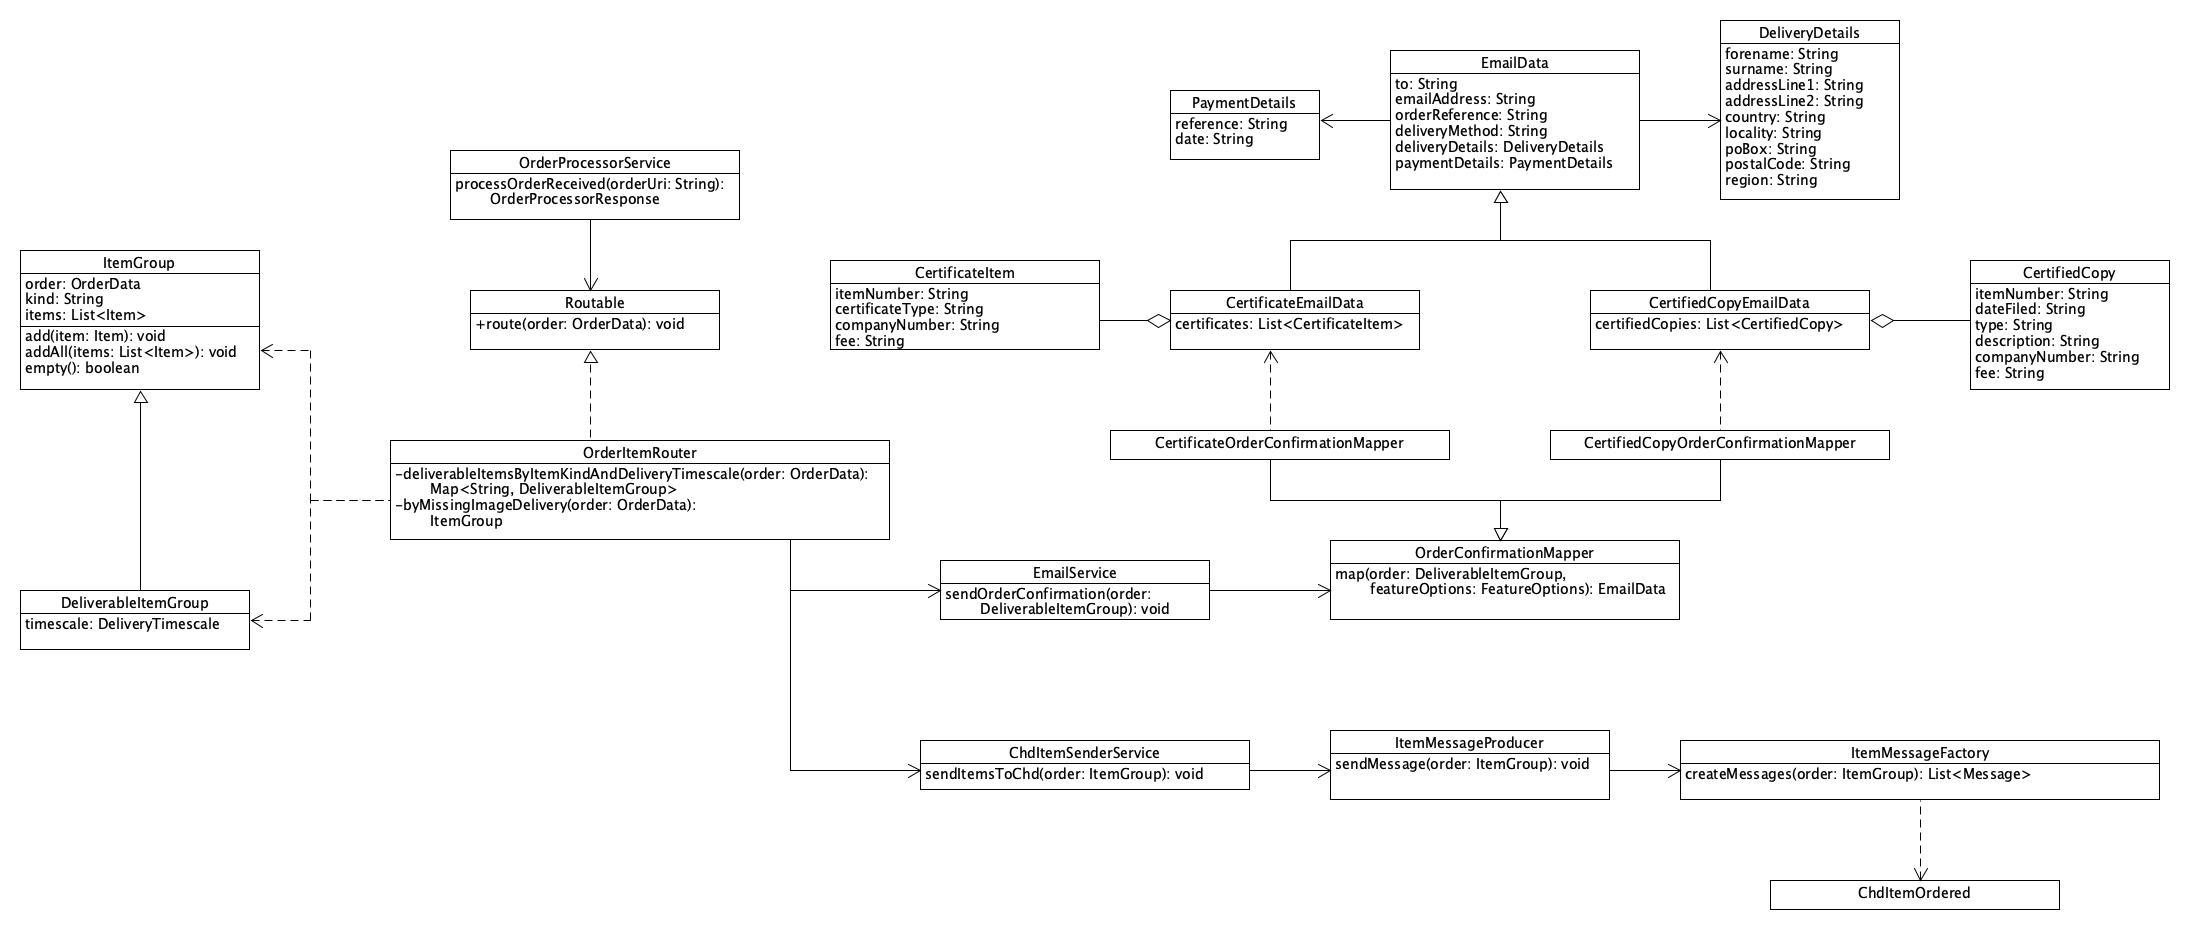 DeliveryDetails
forename: String
surname: String
addressLine1: String
addressLine2: String
country: String
locality: String
poBox: String
postalCode: String
region: String
EmailData
to: String
emailAddress: String
orderReference: String
deliveryMethod: String
deliveryDetails: DeliveryDetails
paymentDetails: PaymentDetails
PaymentDetails
reference: String
date: String
OrderProcessorService
processOrderReceived(orderUri: String):
OrderProcessorResponse
ItemGroup
order: OrderData
kind: String
items: List<Item>
add(item: Item): void
addAll(items: List<Item>): void
empty(): boolean
Routable
+route(order: OrderData): void
CertificateItem
itemNumber: String
certificateType: String
companyNumber: String
fee: String
CertificateEmailData
certificates: List<CertificateItem>
CertifiedCopyEmailData
certifiedCopies: List<CertifiedCopy>
CertifiedCopy
itemNumber: String
dateFiled: String
type: String
description: String
companyNumber: String
fee: String
OrderItemRouter
-deliverableItemsByItemKindAndDeliveryTimescale(order: OrderData):
Map<String, DeliverableItemGroup>
-byMissingImageDelivery(order: OrderData):
ItemGroup
CertificateOrderConfirmationMapper
CertifiedCopyOrderConfirmationMapper
DeliverableItemGroup
timescale: DeliveryTimescale
EmailService
sendOrderConfirmation(order:
DeliverableItemGroup): void
OrderConfirmationMapper
map(order: DeliverableItemGroup,
featureOptions: FeatureOptions): EmailData
ChdItemSenderService
sendItemsToChd(order: ItemGroup): void
ItemMessageProducer
sendMessage(order: ItemGroup): void
ItemMessageFactory
createMessages(order: ItemGroup): List<Message>
ChdItemOrdered